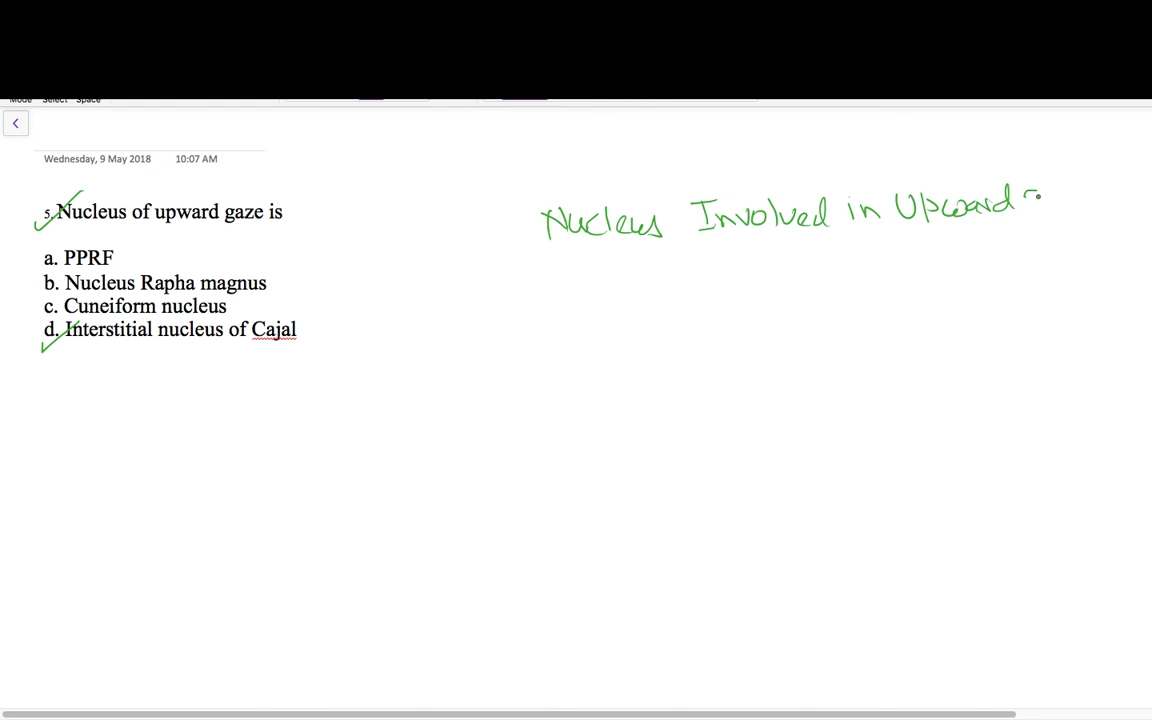 Mode Select Space
Wednesday, 9 May 2018 10:07 AM
5. Nucleus of upward gaze is
Nucleus Involved in Upward
a. PPRF
b. Nucleus Rapha magnus
c. Cuneiform nucleus
d. Interstitial nucleus of Cajal